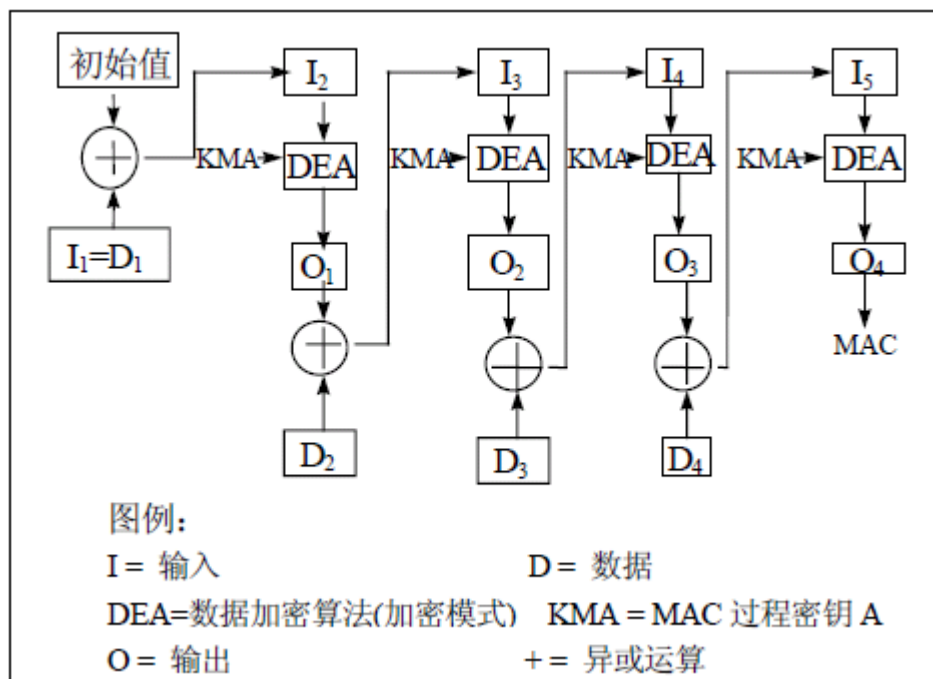 初始值
I₂
I₃
I₄
I₅
KMA
DEA
KMA
DEA
KMA
DEA
KMA
DEA
I₁=D₁
O₁
O₂
O₃
O₄
MAC
D₂
D₃
D₄
图例：
I = 输入 D = 数据
DEA=数据加密算法(加密模式) KMA = MAC 过程密钥 A
O = 输出 + = 异或运算